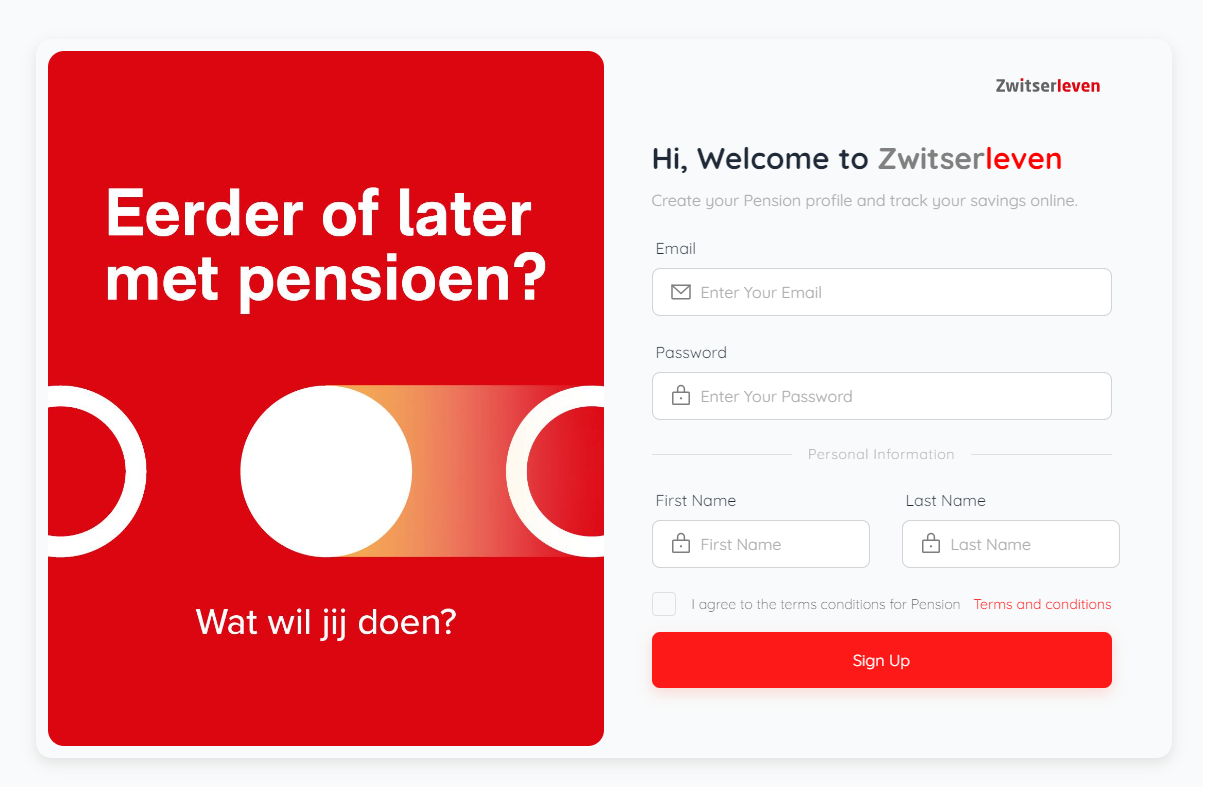 Eerder of later
met pensioen?
Wat wil jij doen?
Zwitserleven
Hi, Welcome to Zwitserleven
Create your Pension profile and track your savings online.
Email
Enter Your Email
Password
Enter Your Password
Personal Information
First Name
Last Name
First Name
Last Name
I agree to the terms conditions for Pension Terms and conditions
Sign Up